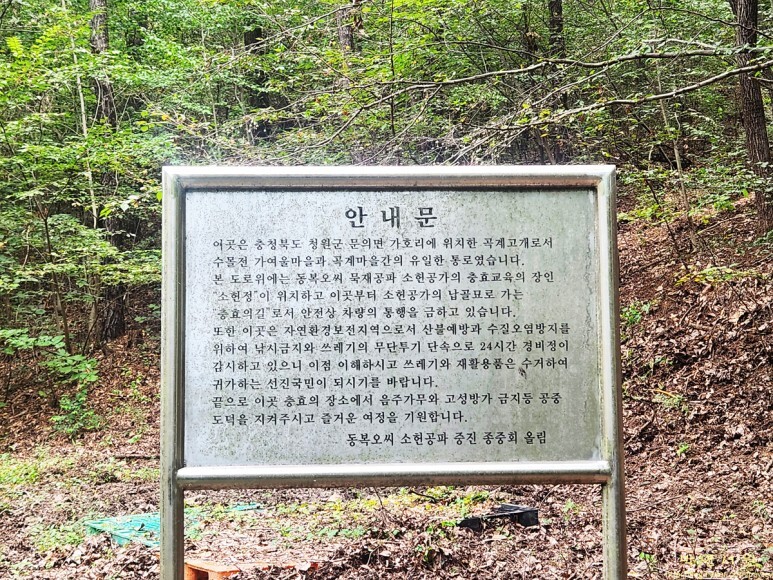 안 내 문
이곳은 충청북도 청원군 문의면 가호리에 위치한 곡계고개로서
수몰전 가여울마을과 곡계마을간의 유일한 통로였습니다.
본 도로위에는 동복오씨 묵재공파 소헌공가의 충효교육의 장인
"소헌정"이 위치하고 이곳부터 소헌공가의 납골묘로 가는
"충효의길"로서 안전상 차량의 통행을 금하고 있습니다.
또한 이곳은 자연환경보전지역으로서 산불예방과 수질오염방지를
위하여 낚시금지와 쓰레기의 무단투기 단속으로 24시간 경비정이
감시하고 있으니 이점 이해하시고 쓰레기와 재활용품은 수거하여
귀가하는 선진국민이 되시기를 바랍니다.
끝으로 이곳 충효의 장소에서 음주가무와 고성방가 금지등 공중
도덕을 지켜주시고 즐거운 여정을 기원합니다.
동복오씨 소헌공파 중진 종중회 올림